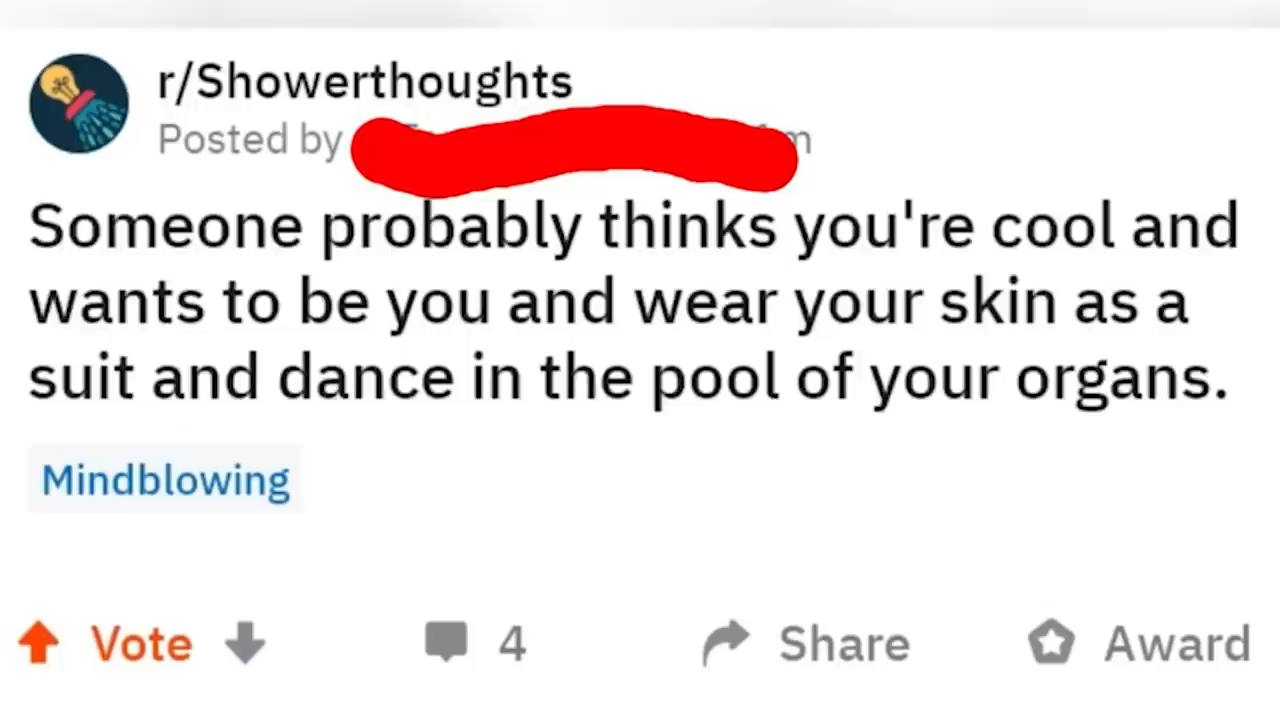 r/Showerthoughts
Posted by
Someone probably thinks you're cool and
wants to be you and wear your skin as a
suit and dance in the pool of your organs.
Mindblowing
Vote 4 Share Award